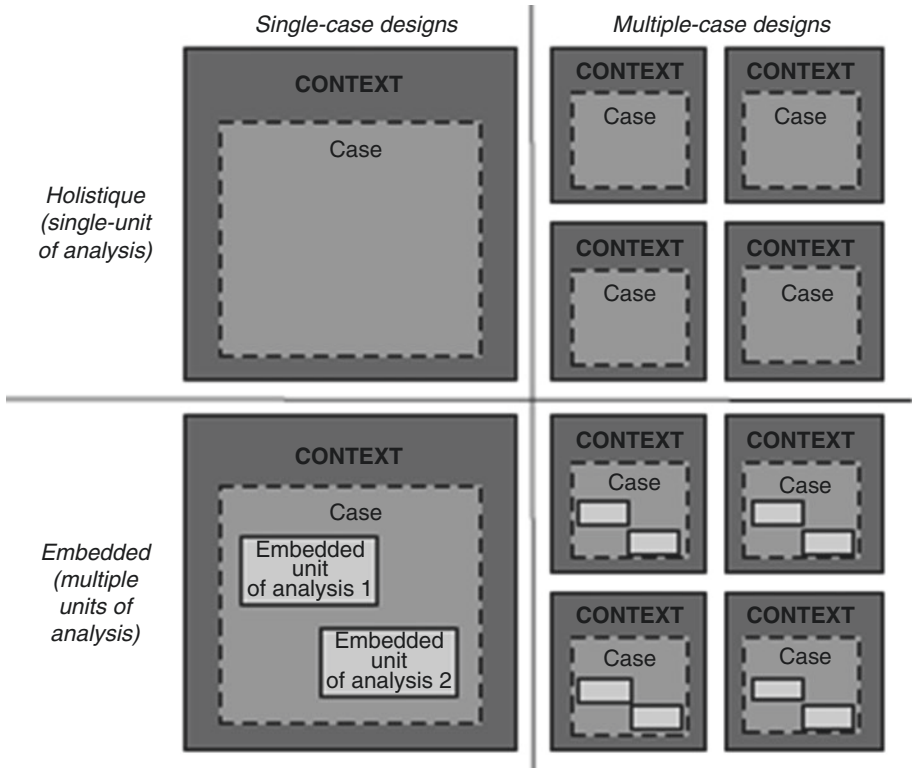 Single-case designs
Multiple-case designs
Holistique
(single-unit
of analysis)
CONTEXT
Case
CONTEXT
Case
CONTEXT
Case
CONTEXT
Case
CONTEXT
Case
Embedded
(multiple
units of
analysis)
CONTEXT
Case
Embedded
unit
of analysis 1
Embedded
unit
of analysis 2
CONTEXT
Case
CONTEXT
Case
CONTEXT
Case
CONTEXT
Case